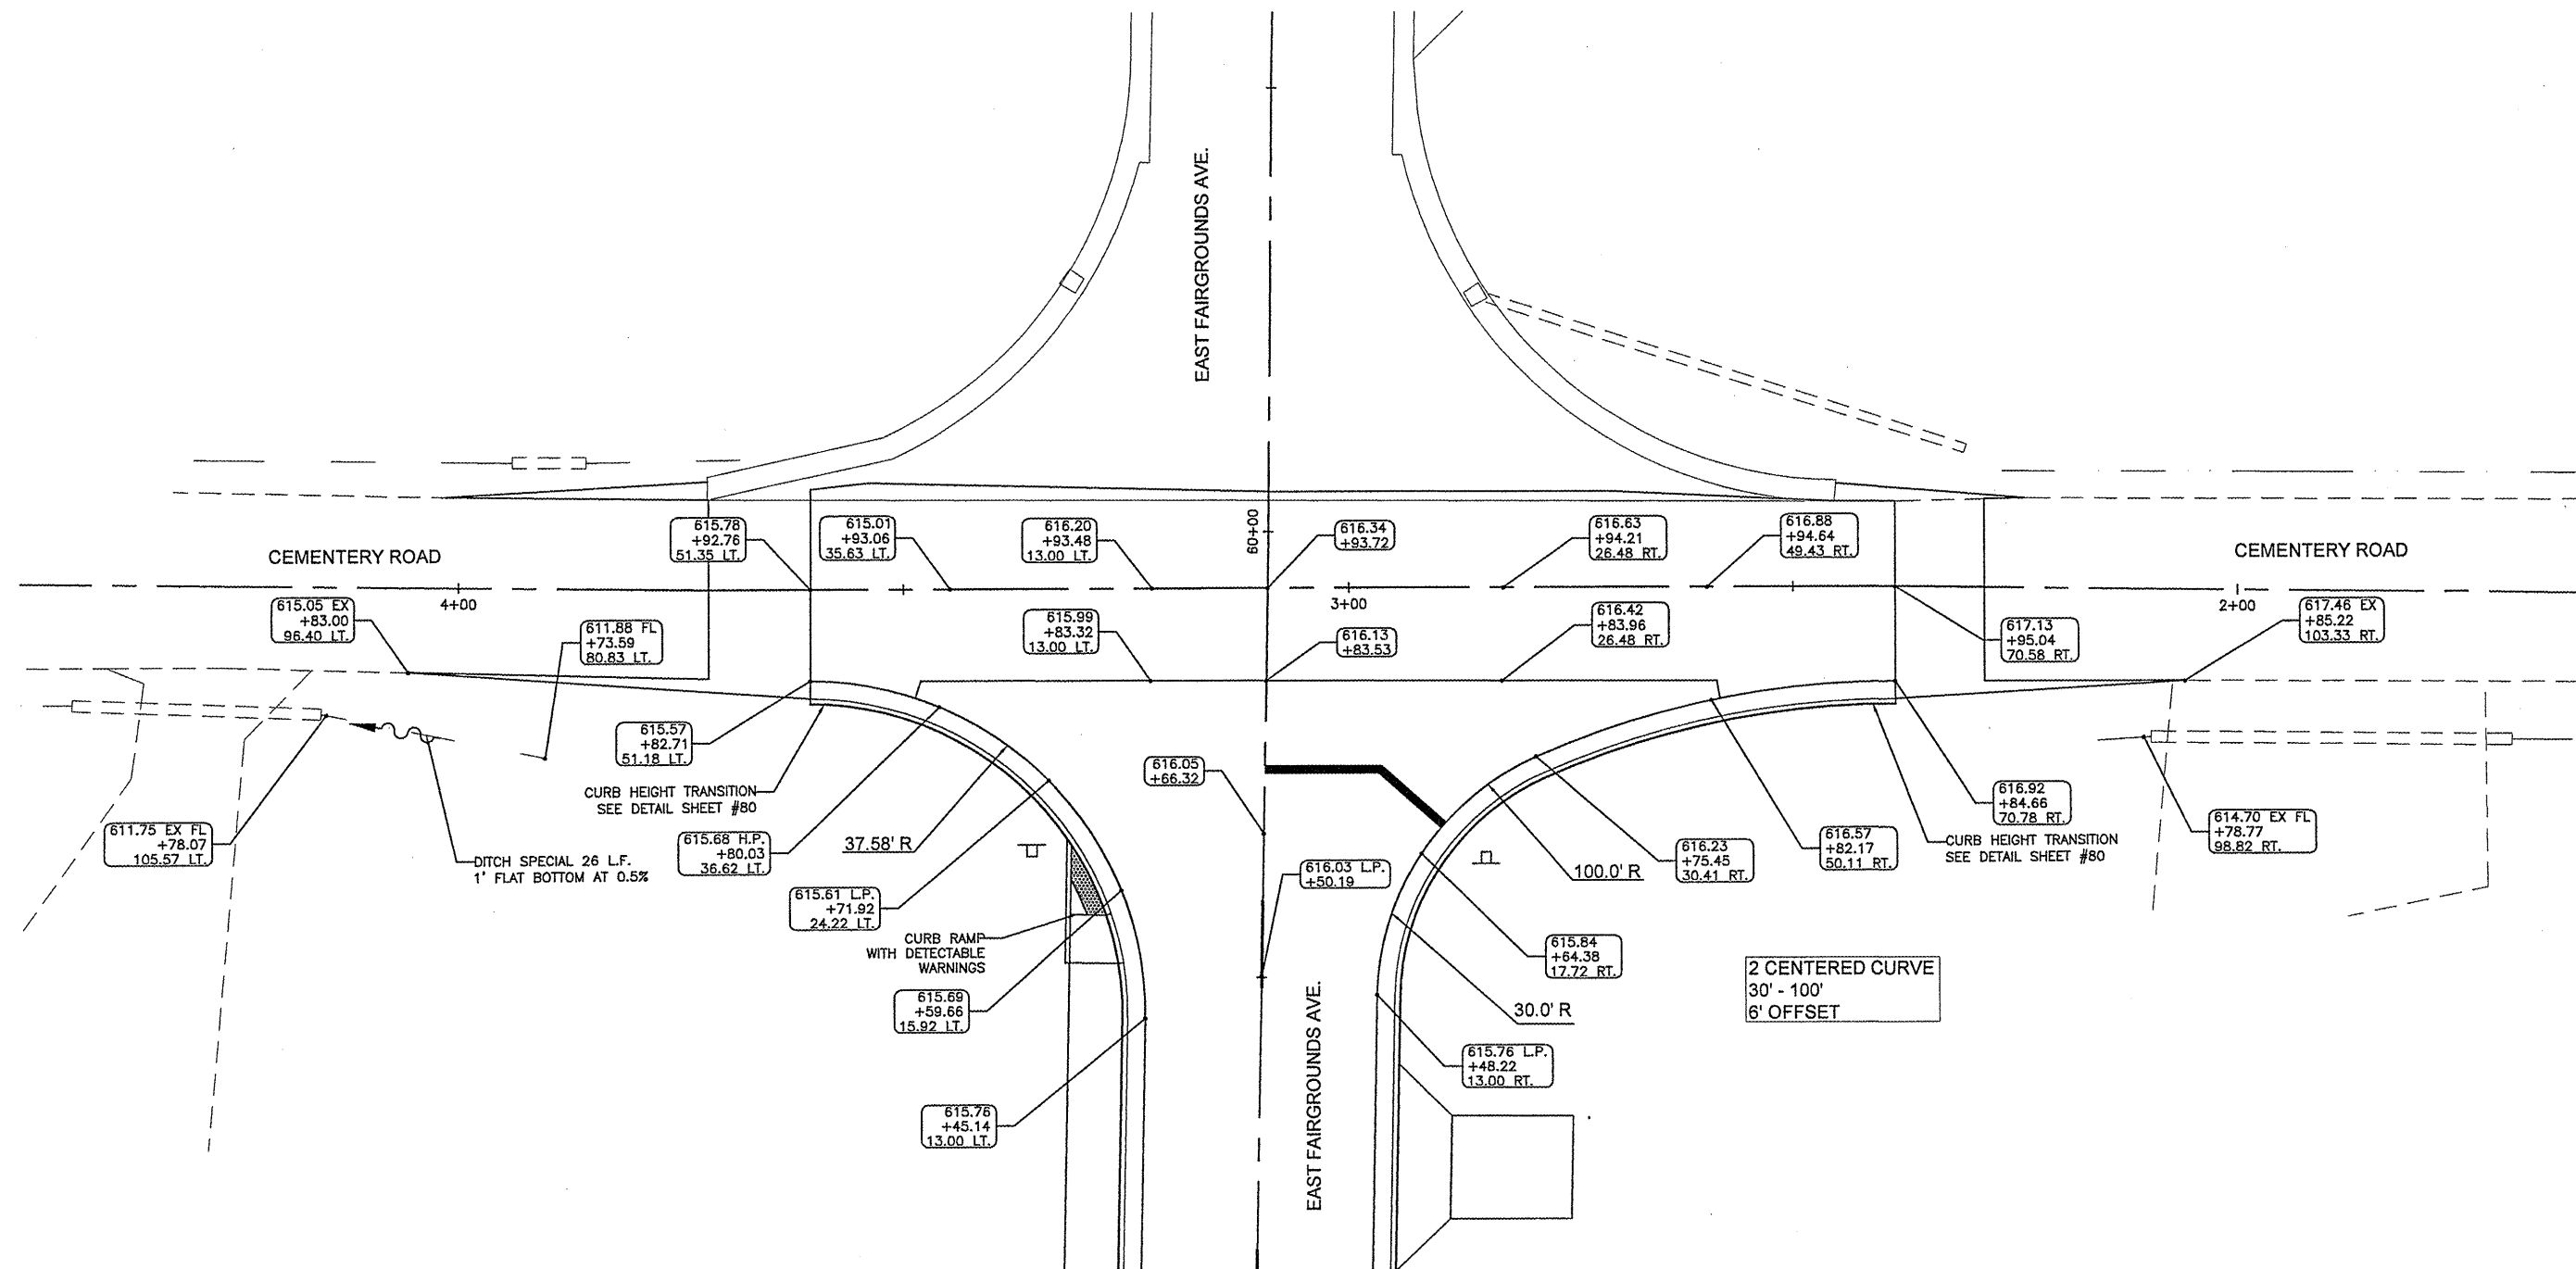 EAST FAIRGROUNDS AVE.
CEMENTERY ROAD
615.78
+92.76
51.35 LT.
615.01
+93.06
35.63 LT.
616.20
+93.48
13.00 LT.
60+00
616.34
+93.72
616.63
+94.21
26.48 RT.
616.88
+94.64
49.43 RT.
CEMENTERY ROAD
4+00
3+00
2+00
615.05 EX
+83.00
96.40 LT.
611.88 FL
+73.59
80.83 LT.
615.99
+83.32
13.00 LT.
616.13
+83.53
616.42
+83.96
26.48 RT.
617.13
+95.04
70.58 RT.
617.46 EX
+85.22
103.33 RT.
615.57
+82.71
51.18 LT.
616.05
+66.32
CURB HEIGHT TRANSITION
SEE DETAIL SHEET #80
611.75 EX FL
+78.07
105.57 LT.
DITCH SPECIAL 26 L.F.
1' FLAT BOTTOM AT 0.5%
615.68 H.P.
+80.03
36.62 LT.
37.58' R
615.61 L.P.
+71.92
24.22 LT.
CURB RAMP
WITH DETECTABLE
WARNINGS
615.69
+59.66
15.92 LT.
615.76
+45.14
13.00 LT.
616.03 L.P.
+50.19
100.0' R
616.23
+75.45
30.41 RT.
616.57
+82.17
50.11 RT.
616.92
+84.66
70.78 RT.
CURB HEIGHT TRANSITION
SEE DETAIL SHEET #80
614.70 EX FL
+78.77
98.82 RT.
615.84
+64.38
17.72 RT.
30.0' R
615.76 L.P.
+48.22
13.00 RT.
2 CENTERED CURVE
30' - 100'
6' OFFSET
EAST FAIRGROUNDS AVE.